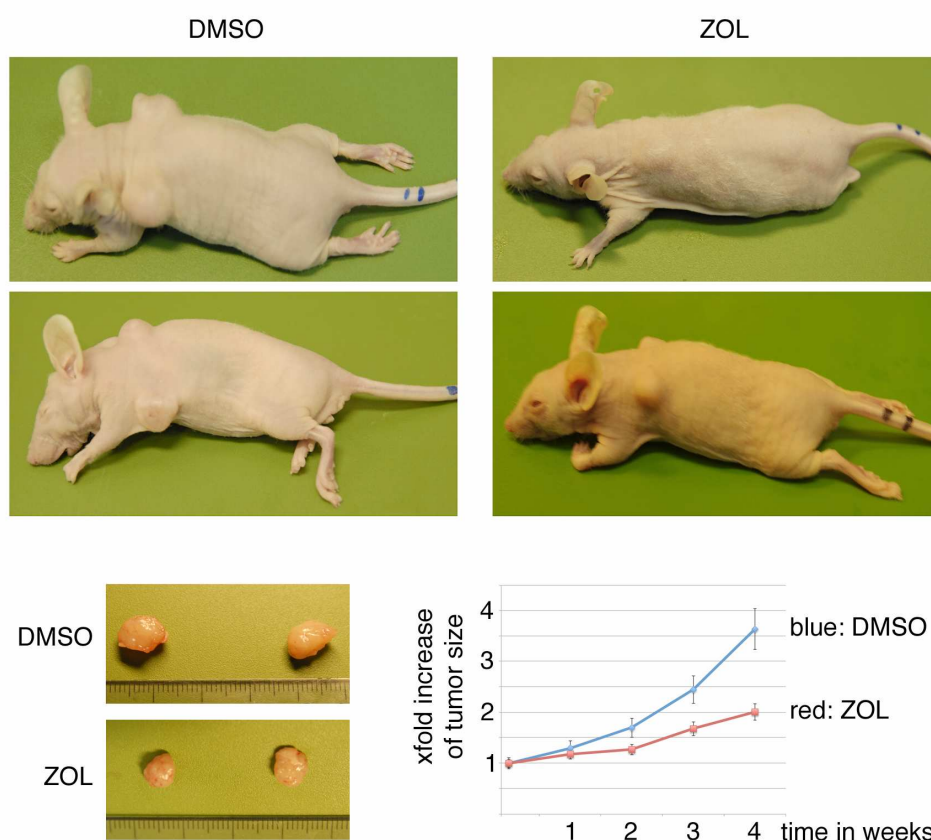 DMSO
ZOL
DMSO
ZOL
xfold increase
of tumor size
4
3
2
1
blue: DMSO
red: ZOL
1 2 3 4 time in weeks